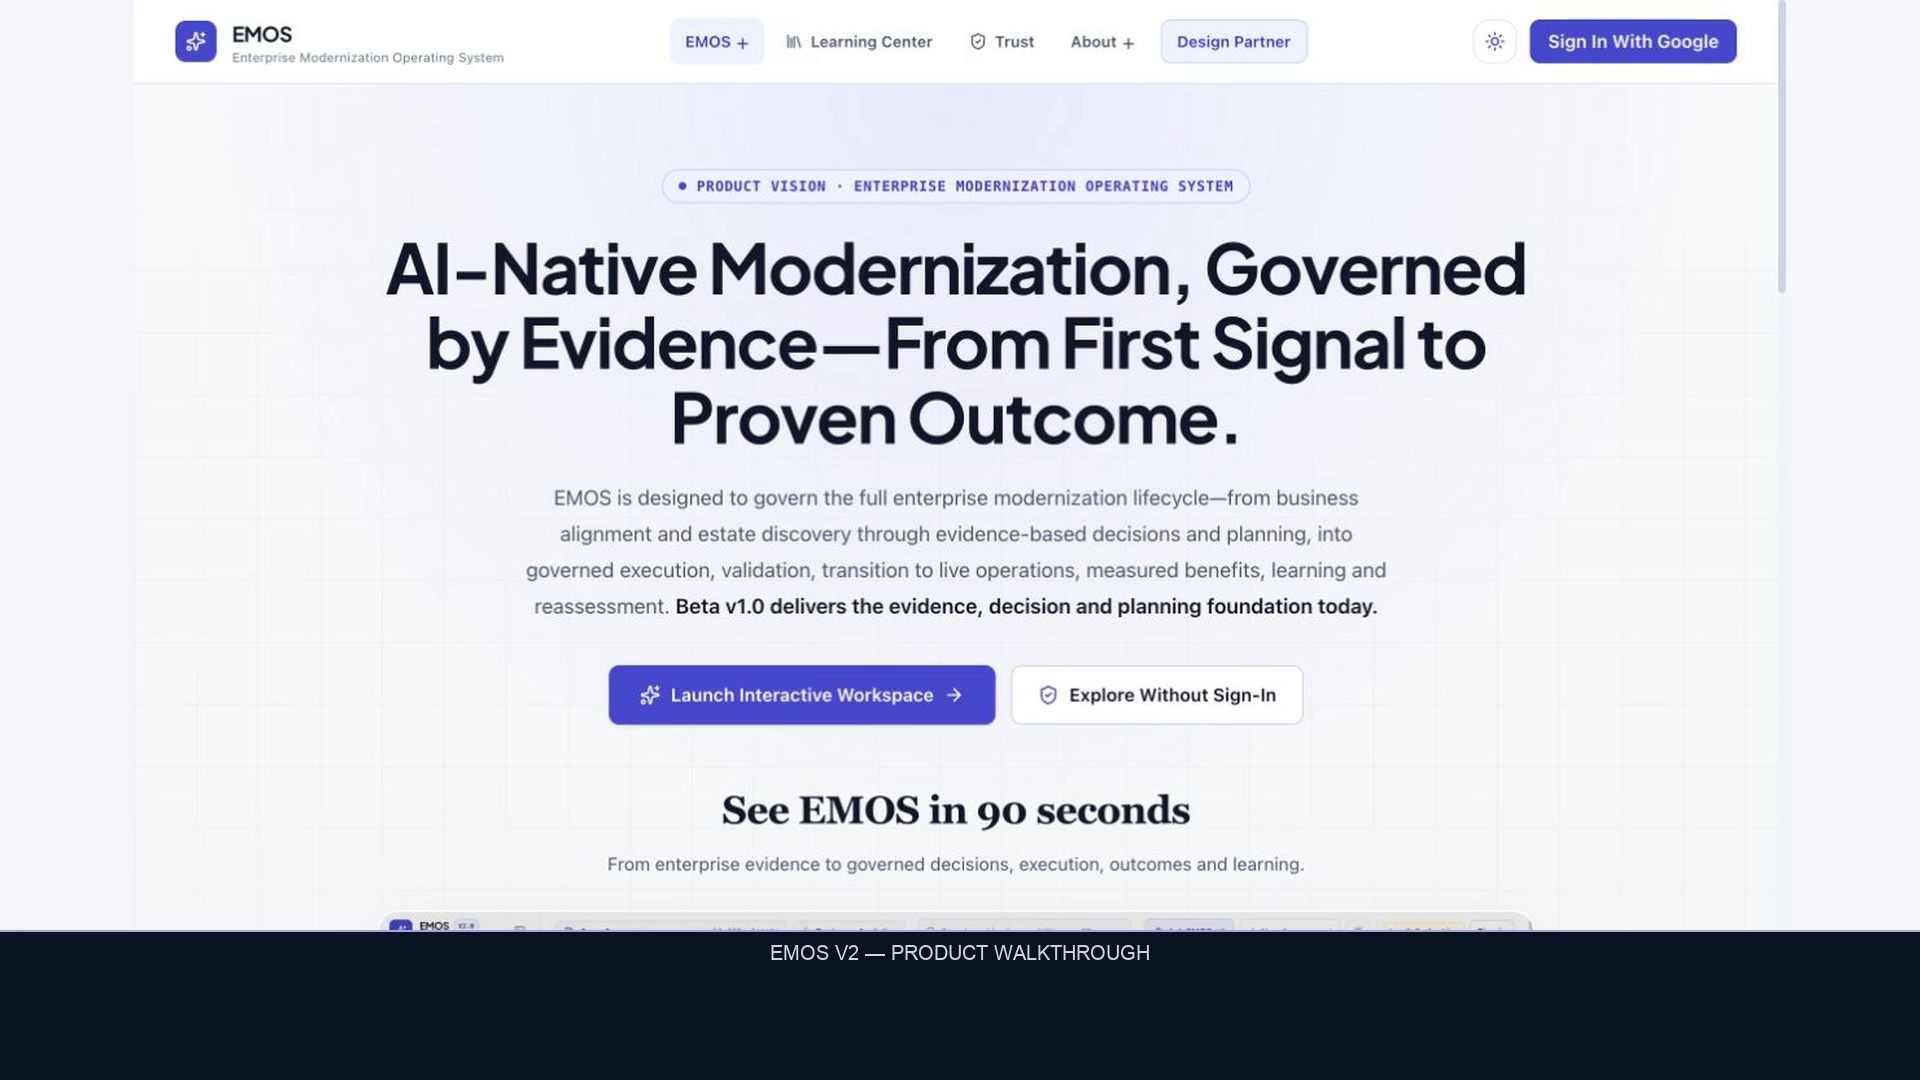 EMOS
Enterprise Modernization Operating System
EMOS +
Learning Center
Trust
About +
Design Partner
Sign In With Google
PRODUCT VISION · ENTERPRISE MODERNIZATION OPERATING SYSTEM
AI-Native Modernization, Governed
by Evidence—From First Signal to
Proven Outcome.
EMOS is designed to govern the full enterprise modernization lifecycle—from business
alignment and estate discovery through evidence-based decisions and planning, into
governed execution, validation, transition to live operations, measured benefits, learning and
reassessment. Beta v1.0 delivers the evidence, decision and planning foundation today.
Launch Interactive Workspace →
Explore Without Sign-In
See EMOS in 90 seconds
From enterprise evidence to governed decisions, execution, outcomes and learning.
EMOS
EMOS V2 — PRODUCT WALKTHROUGH